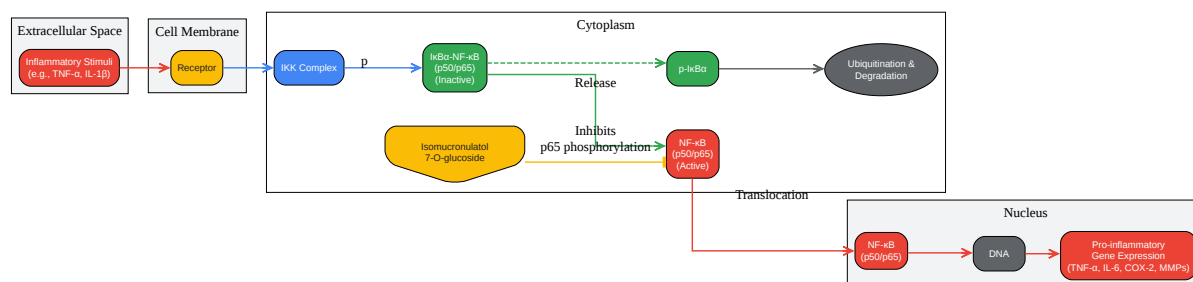 Extracellular Space
Inflammatory Stimuli
(e.g., TNF-α, IL-1β)
Cell Membrane
Receptor
Cytoplasm
IKK Complex
p
IκBα-NF-κB
(p50/p65)
(Inactive)
p-IκBα
Ubiquitination &
Degradation
Release
Isomucronulatol
7-O-glucoside
Inhibits
p65 phosphorylation
NF-κB
(p50/p65)
(Active)
Translocation
Nucleus
NF-κB
(p50/p65)
DNA
Pro-inflammatory
Gene Expression
(TNF-α, IL-6, COX-2, MMPs)